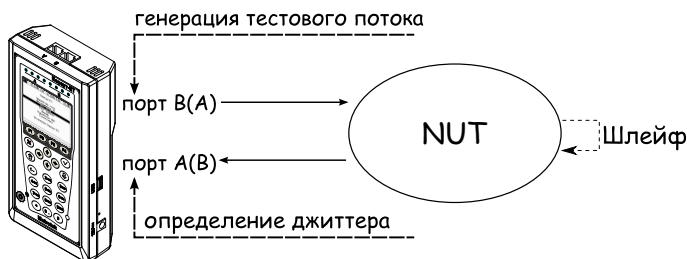 генерация тестового потока
порт B(A)
NUT
Шлейф
порт A(B)
определение джиттера